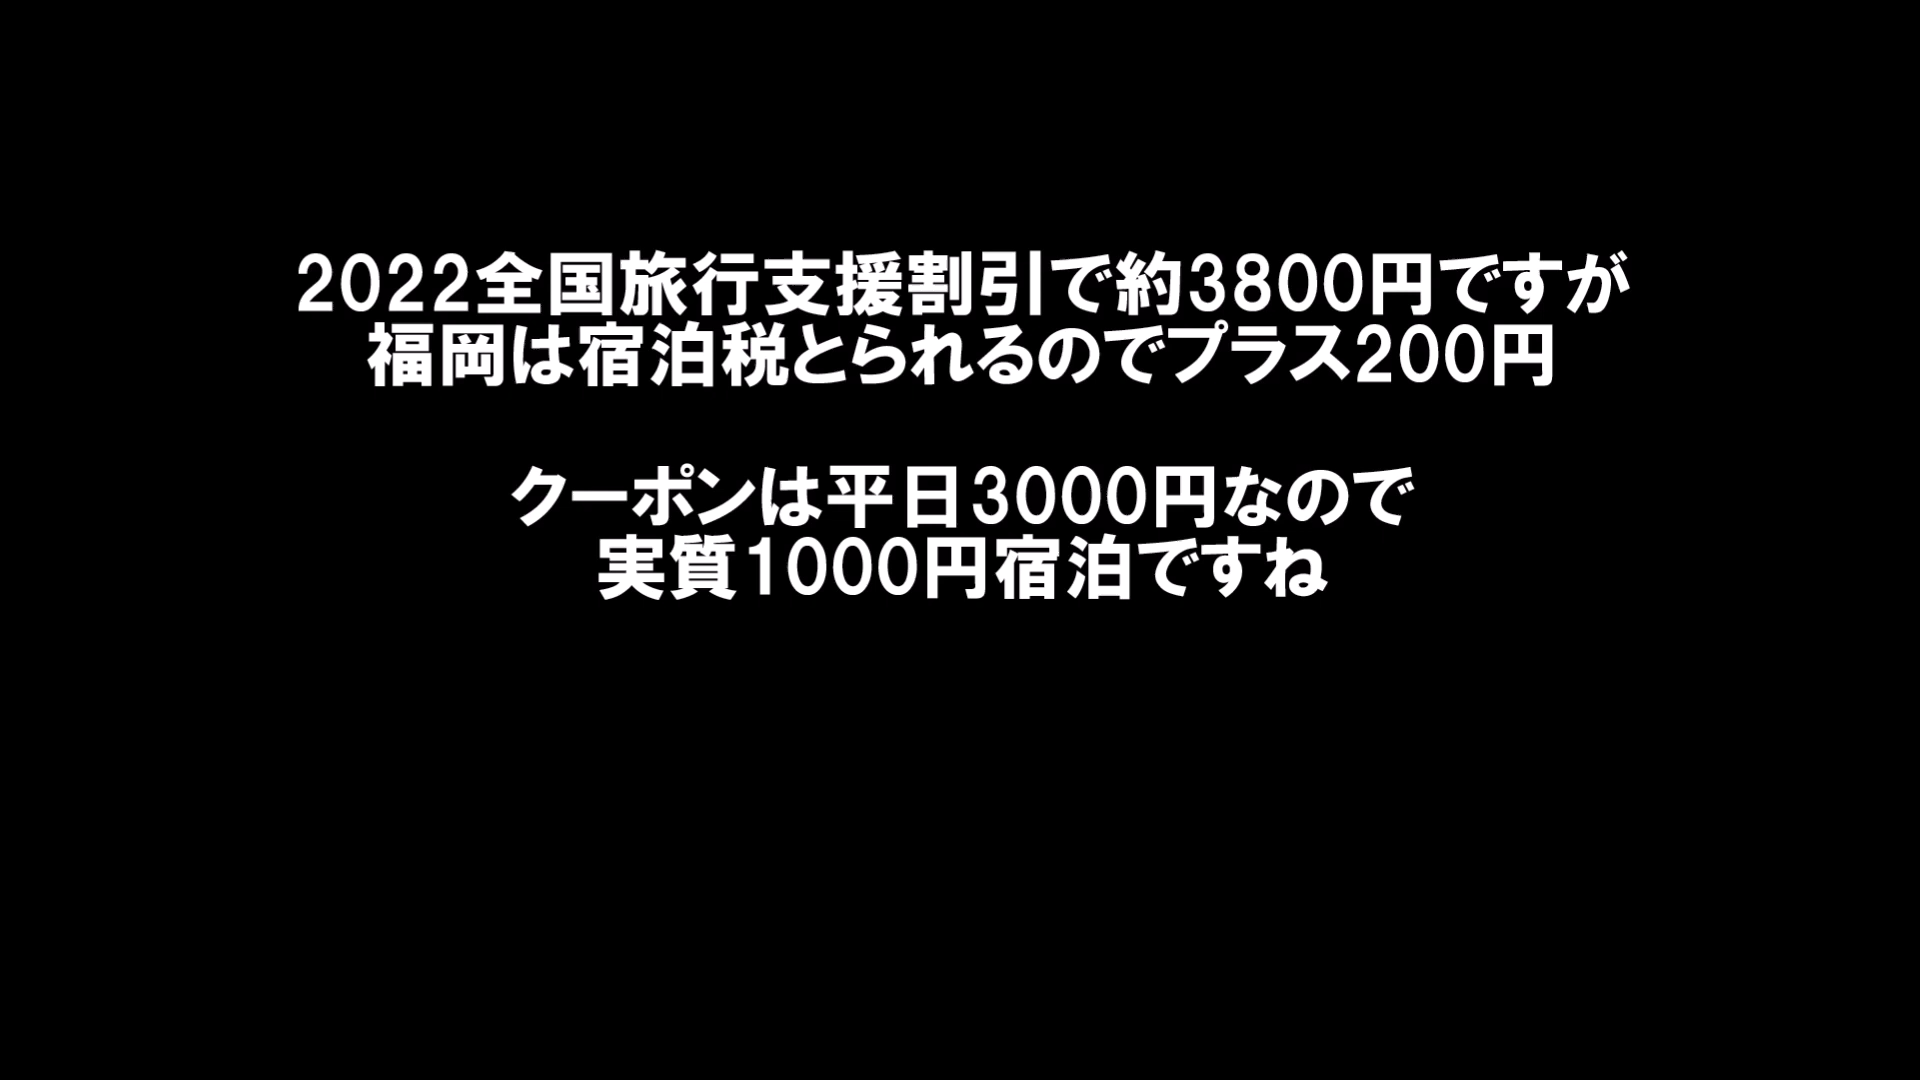 2022全国旅行支援割引で約3800円ですが
福岡は宿泊税とられるのでプラス200円
クーポンは平日3000円なので
実質1000円宿泊ですね